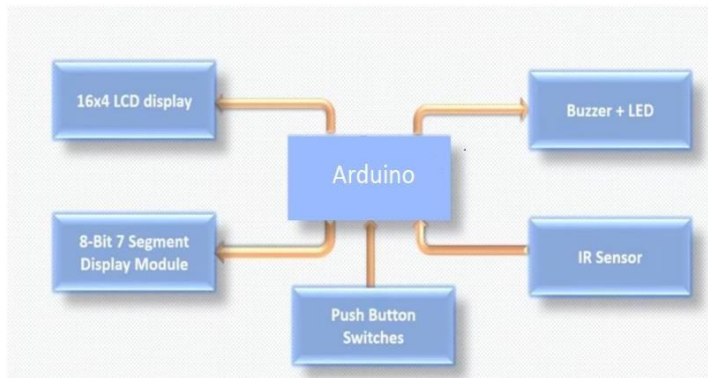 16x4 LCD display
Buzzer + LED
Arduino
8-Bit 7 Segment
Display Module
IR Sensor
Push Button
Switches